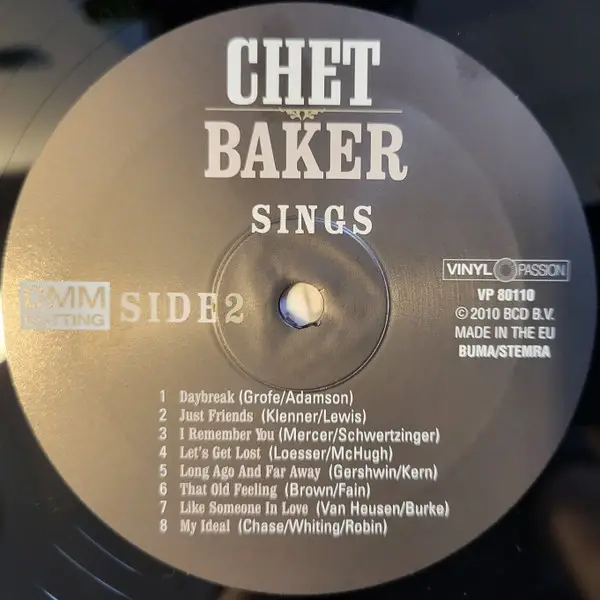 CHET
BAKER
SINGS
VINYL PASSION
VP 80110
© 2010 BCD B.V.
MADE IN THE EU
BUMA/STEMRA
DMM
CUTTING
SIDE 2
1 Daybreak (Grofe/Adamson)
2 Just Friends (Klenner/Lewis)
3 I Remember You (Mercer/Schwertzinger)
4 Let's Get Lost (Loesser/McHugh)
5 Long Ago And Far Away (Gershwin/Kern)
6 That Old Feeling (Brown/Fain)
7 Like Someone In Love (Van Heusen/Burke)
8 My Ideal (Chase/Whiting/Robin)